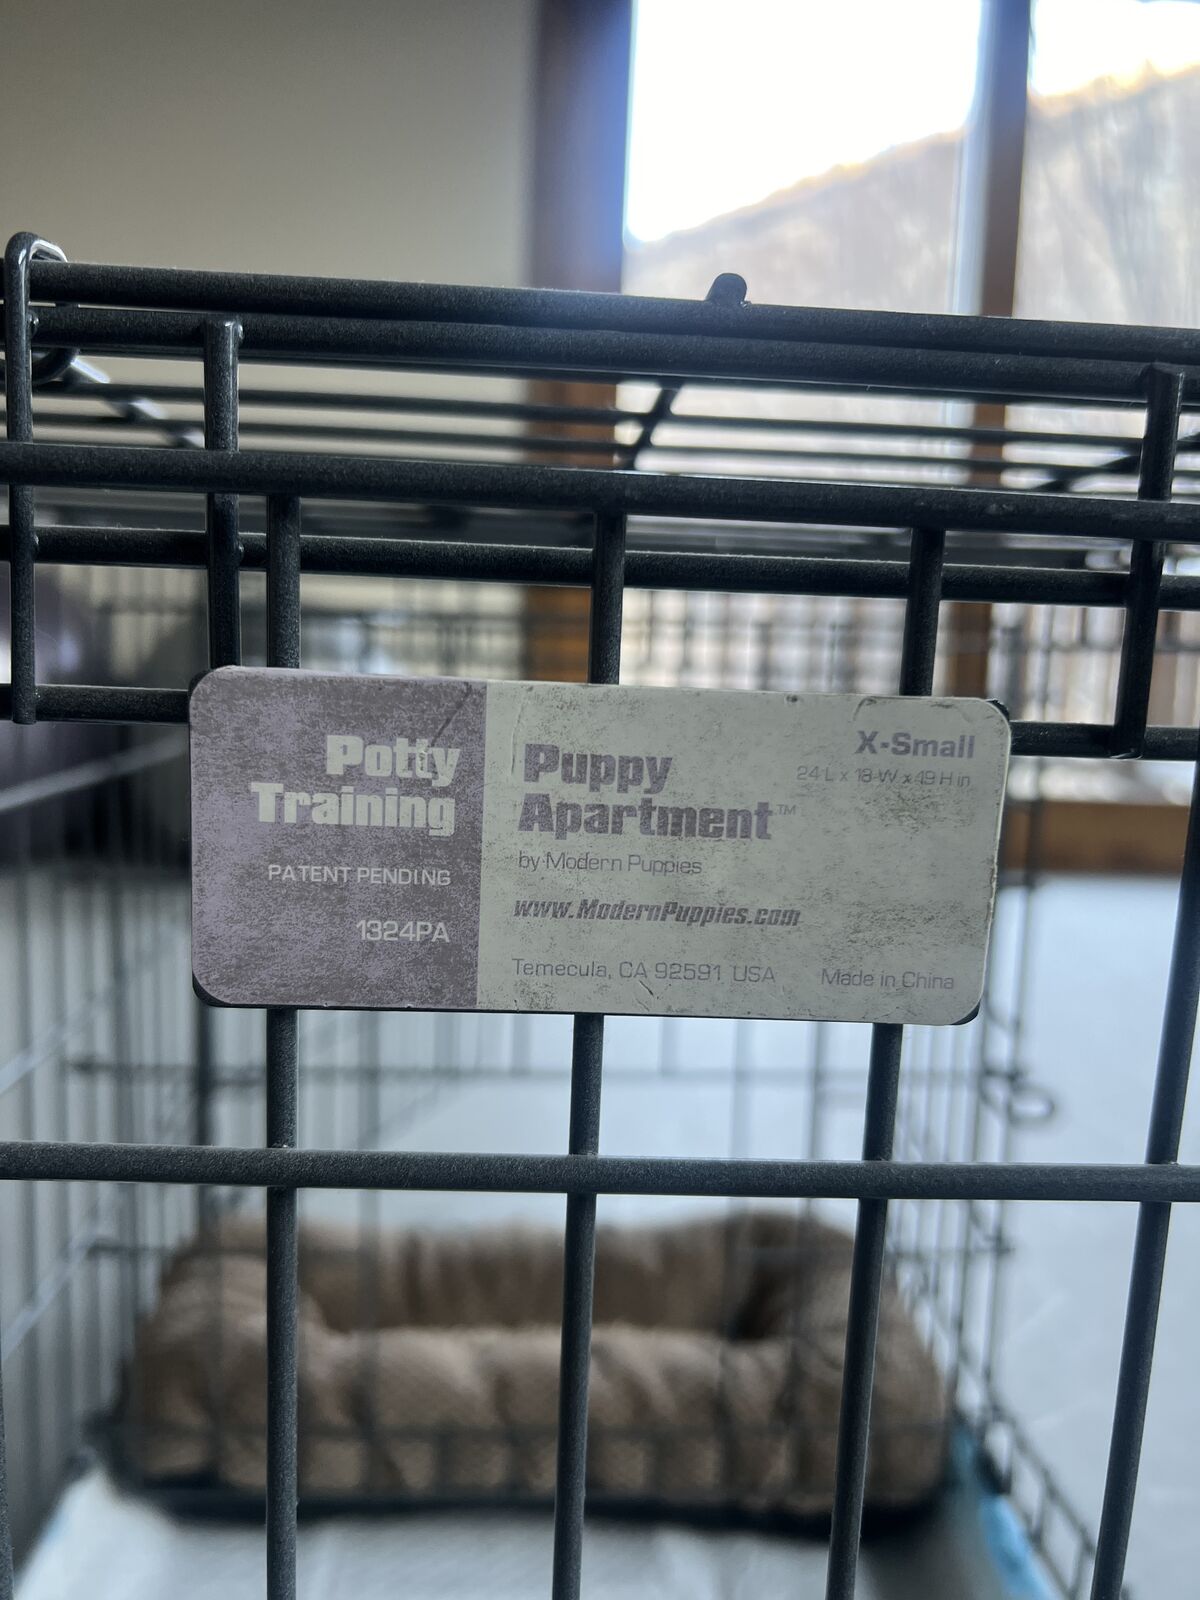 Potty
Training
PATENT PENDING
1324PA
Puppy
Apartment™
by Modern Puppies
www.ModernPuppies.com
Temecula, CA 92591 USA
X-Small
24 L x 18 W x 19 H in
Made in China